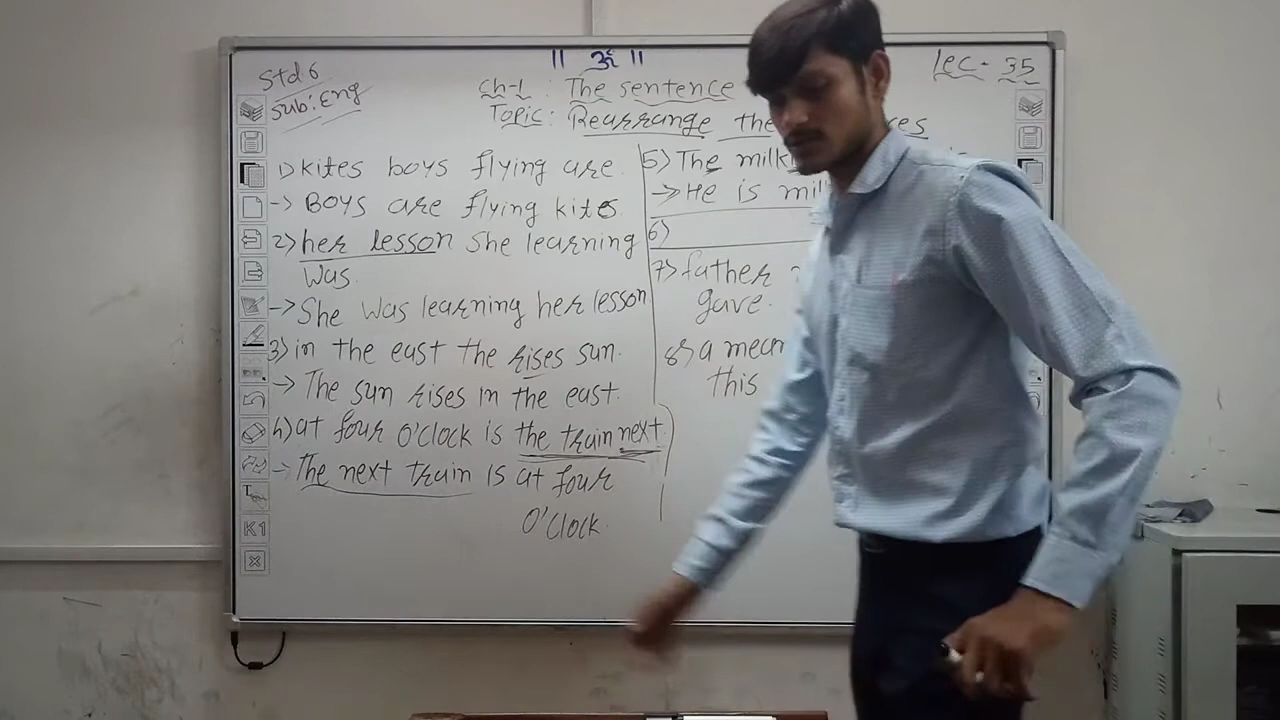 || ॐ ||
Std 6
Sub: Eng
Lec - 35
Ch-1 : The sentence
Topic : Rearrange the
1) kites boys flying are.
-> Boys are flying kites.
2) her lesson she learning
was.
-> She was learning her lesson
3) in the east the rises sun.
-> The sun rises in the east.
4) at four O'clock is the train next.
-> The next train is at four
O'clock.
5) The milk
-> He is
6)
7) father
gave.
8) a
this
K1